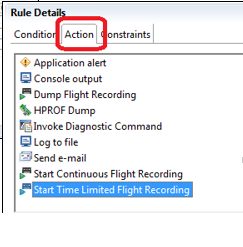 Rule Details
Condition Action Constraints
Application alert
Console output
Dump Flight Recording
HPROF Dump
Invoke Diagnostic Command
Log to file
Send e-mail
Start Continuous Flight Recording
Start Time Limited Flight Recording